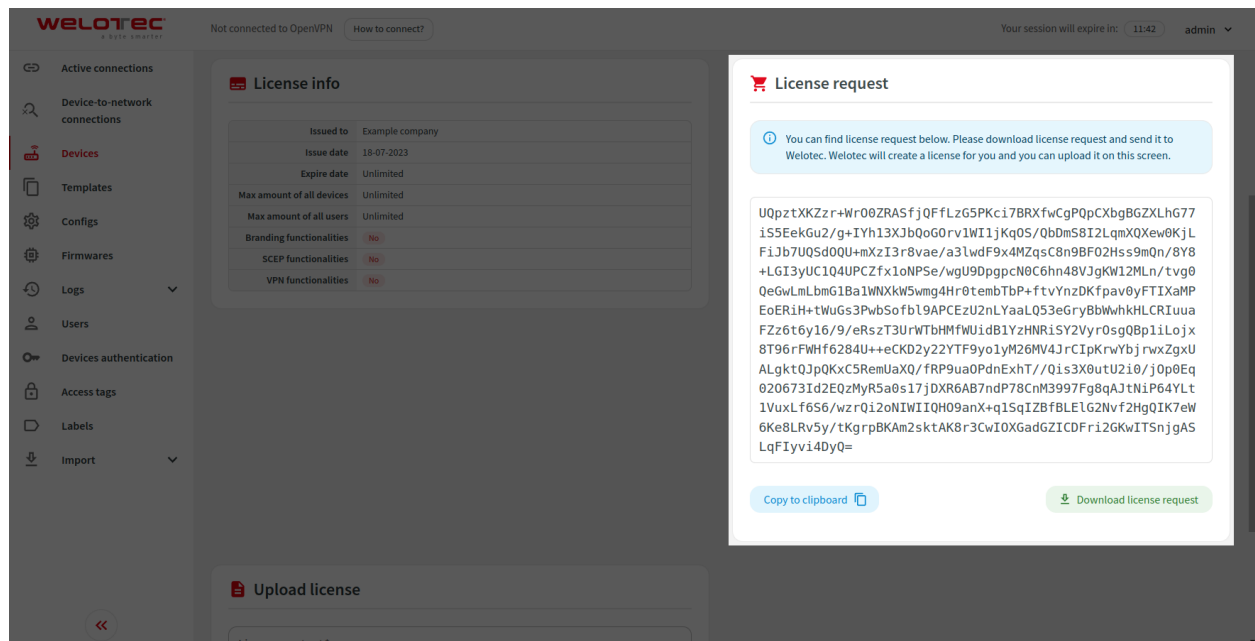 WELOTEC
a byte smarter
Not connected to OpenVPN
How to connect?
Your session will expire in:
11:42
admin
Active connections
Device-to-network
connections
Devices
Templates
Configs
Firmwares
Logs
Users
Devices authentication
Access tags
Labels
Import
License info
Issued to Example company
Issue date 18-07-2023
Expire date Unlimited
Max amount of all devices Unlimited
Max amount of all users Unlimited
Branding functionalities No
SCEP functionalities No
VPN functionalities No
Upload license
License request
You can find license request below. Please download license request and send it to
Welotec. Welotec will create a license for you and you can upload it on this screen.
UQpztXKZzr+WrO0ZRASfjQFfLzG5PKci7BRXfwCgPQpCXbgBGZXLhG77
iS5EekGu2/g+IYh13XJbQoGOrv1WI1jKqOS/QbDmS8I2LqmXQXew0KjL
FiJb7UQSdOQU+mXzI3r8vae/a3lwdF9x4MZqsC8n9BFO2Hss9mQn/8Y8
+LGI3yUC1Q4UPCZfx1oNPSe/wgU9DpgpcN0C6hn48VJgKW12MLn/tvg0
QeGwLmLbmG1Ba1WNXkW5wmg4Hr0tembTbP+ftvYnzDKfpav0yFTIXaMP
EoERiH+tWuGs3PwbSofbl9APCEzU2nLYaaLQ53eGryBbWwhkHLCRIuua
FZz6t6y16/9/eRszT3UrWTbHMfWUidB1YzHNRiSY2VyrOsgQBp1iLojx
8T96rFWHf6284U++eCKD2y22YTF9yo1yM26MV4JrCIpKrwYbjrwxZgxU
ALgktQJpQKxC5RemUaXQ/fRP9uaOPdnExhT//Qis3X0utU2i0/jOp0Eq
02O673Id2EQzMyR5a0s17jDXR6AB7ndP78CnM3997Fg8qAJtNiP64YLt
1VuxLf6S6/wzrQi2oNIWIIQHO9anX+q1SqIZBfBLElG2Nvf2HgQIK7eW
6Ke8LRv5y/tKgrpBKAm2sktAK8r3CwIOXGadGZICDFri2GKwITSnjgAS
LqFIyvi4DyQ=
Copy to clipboard
Download license request